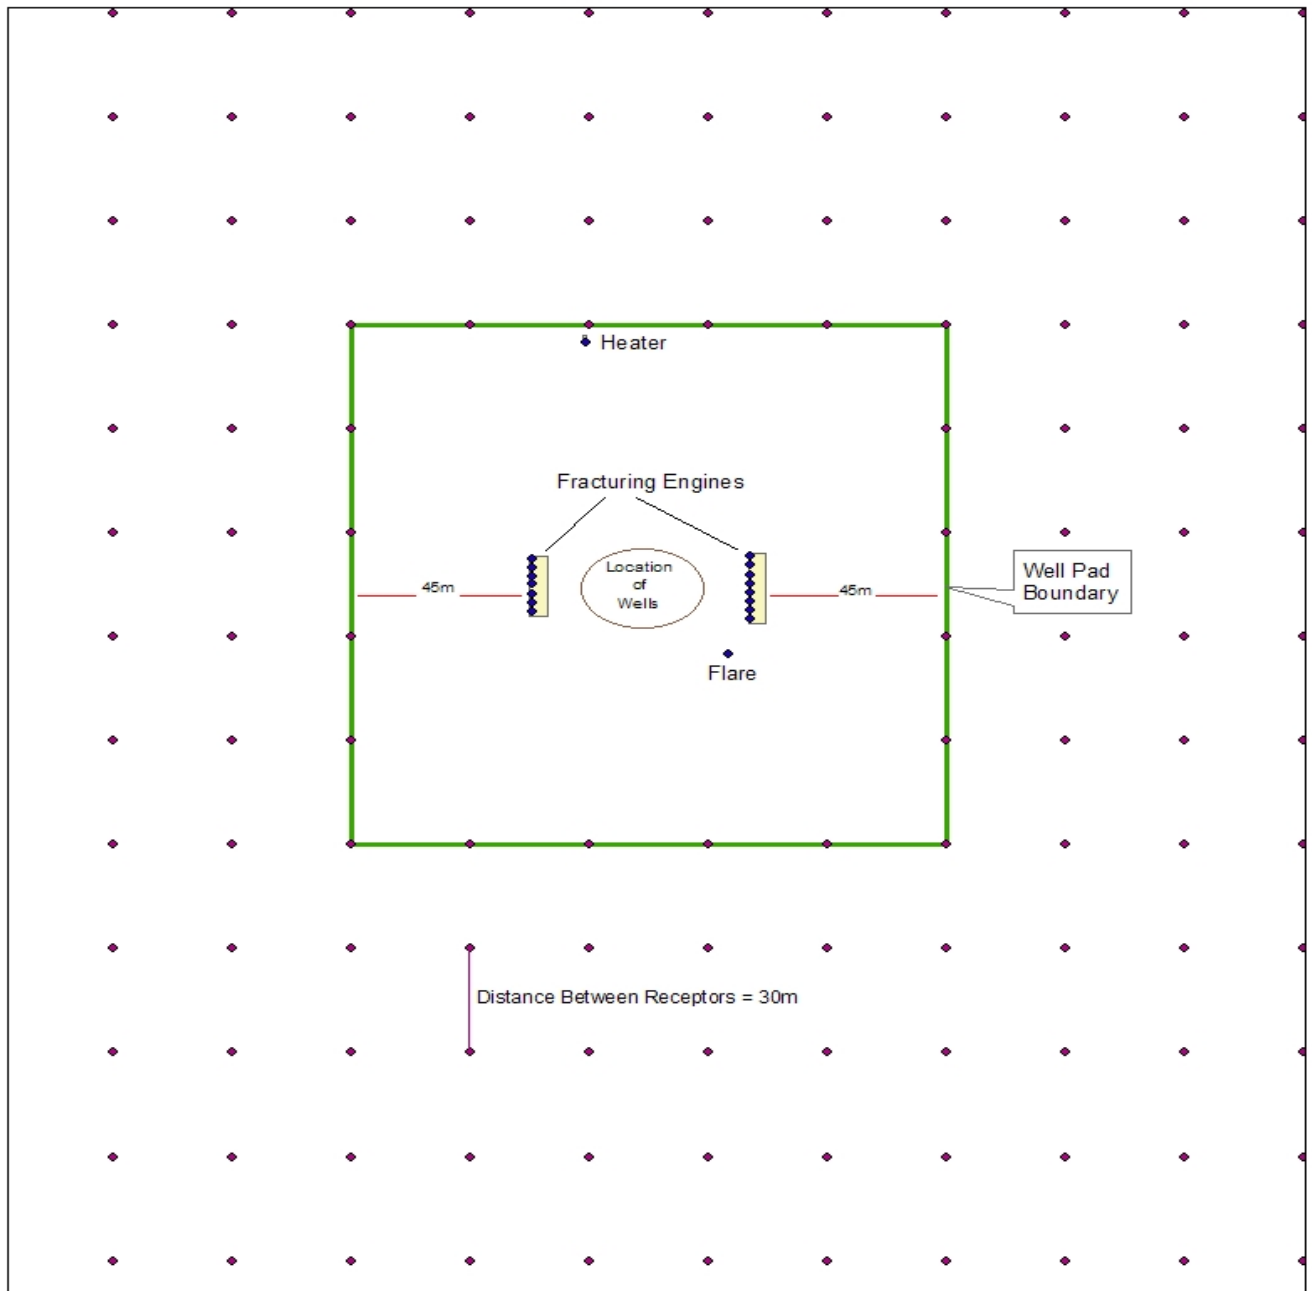 Heater
Fracturing Engines
Location
of
Wells
45m
45m
Well Pad
Boundary
Flare
Distance Between Receptors = 30m